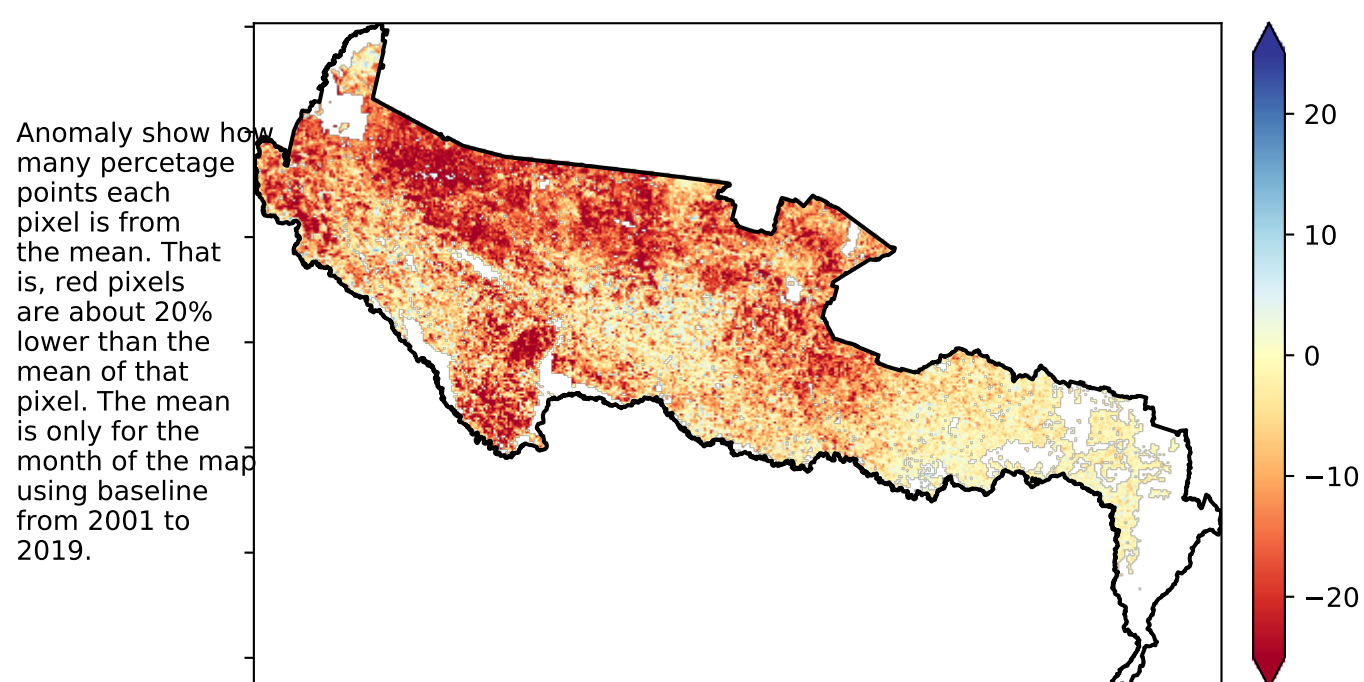 Anomaly show how
many percetage
points each
pixel is from
the mean. That
is, red pixels
are about 20%
lower than the
mean of that
pixel. The mean
is only for the
month of the map
using baseline
from 2001 to
2019.
20
10
0
−10
−20